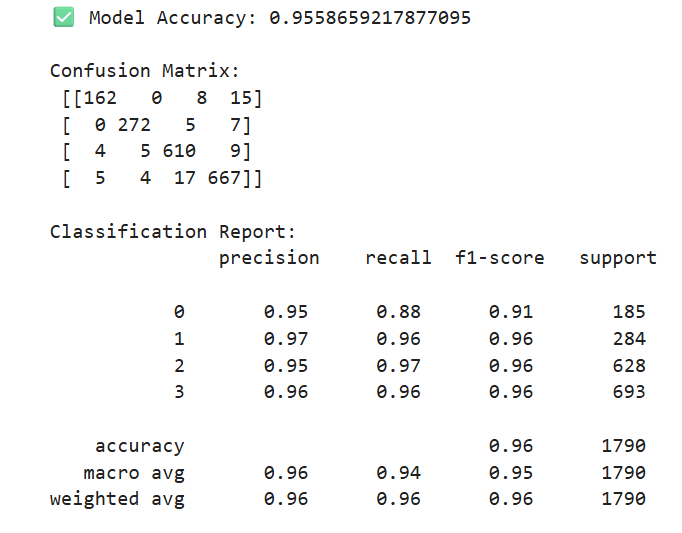 ✅ Model Accuracy: 0.9558659217877095
Confusion Matrix:
[[162   0   8  15]
[  0 272   5   7]
[  4   5 610   9]
[  5   4  17 667]]
Classification Report:
precision    recall  f1-score   support
0       0.95      0.88      0.91       185
1       0.97      0.96      0.96       284
2       0.95      0.97      0.96       628
3       0.96      0.96      0.96       693
accuracy                           0.96      1790
macro avg       0.96      0.94      0.95      1790
weighted avg       0.96      0.96      0.96      1790